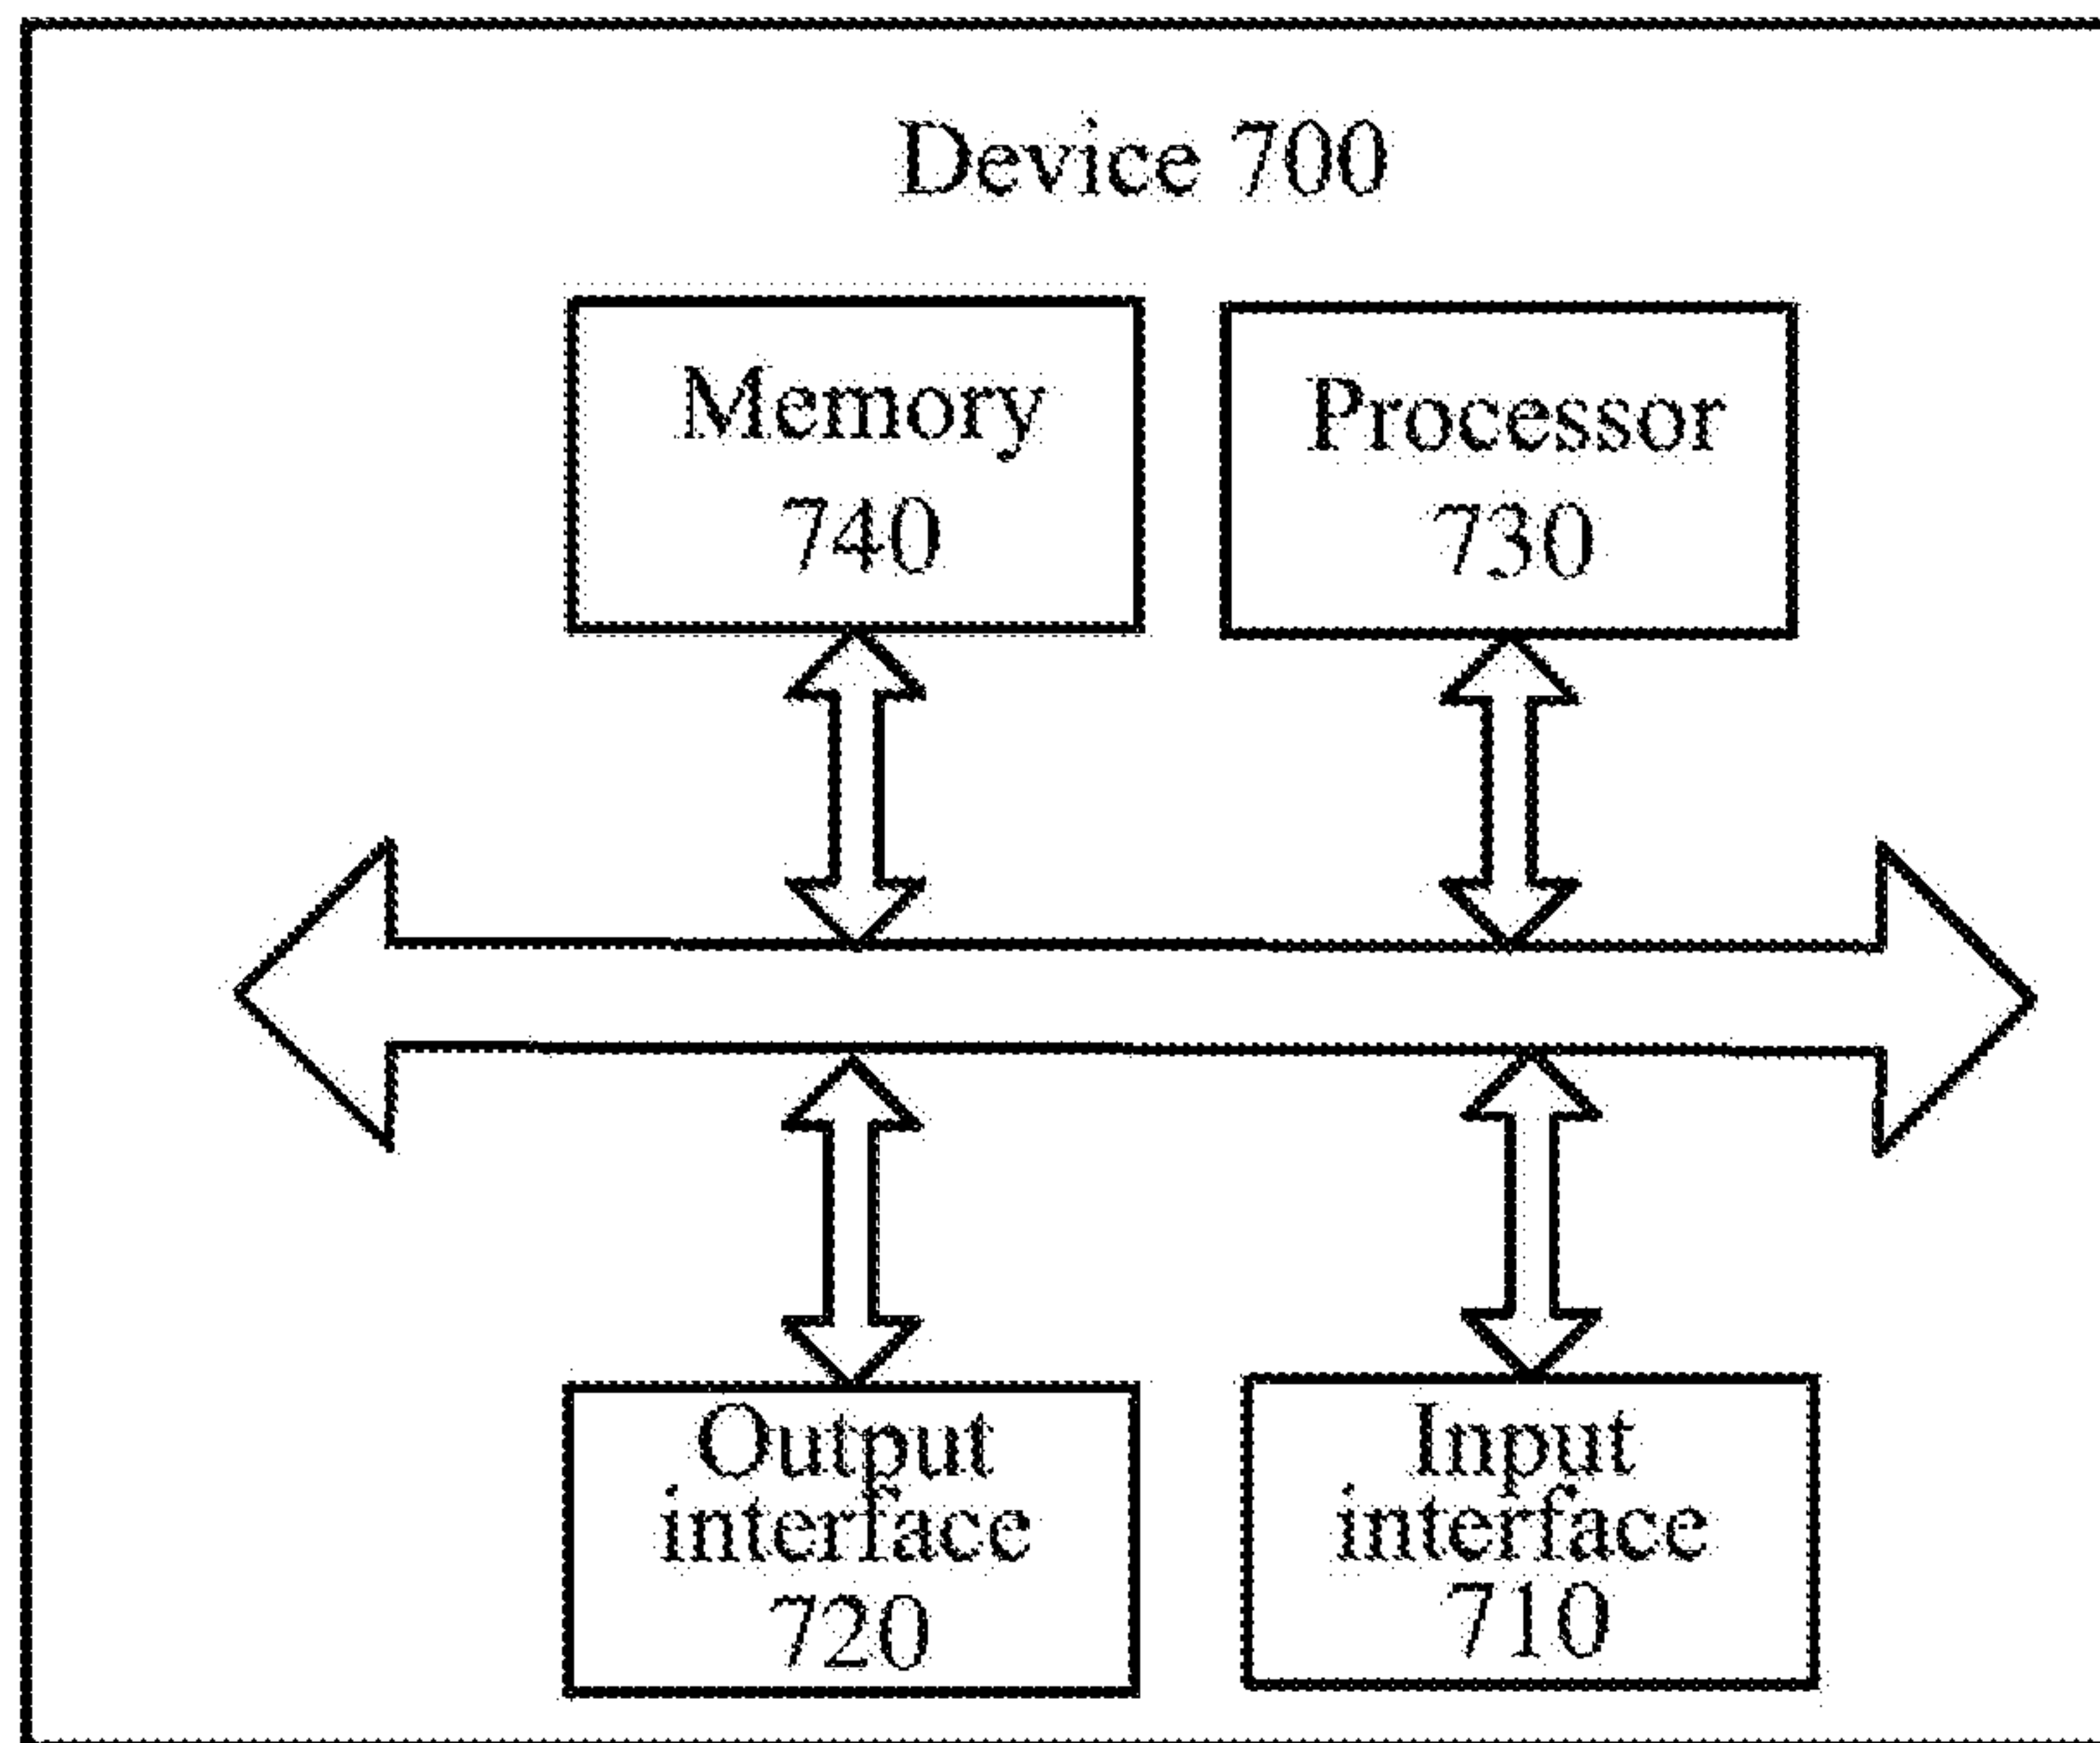 Device 700
Memory
740
Processor
730
Output
interface
720
Input
interface
710